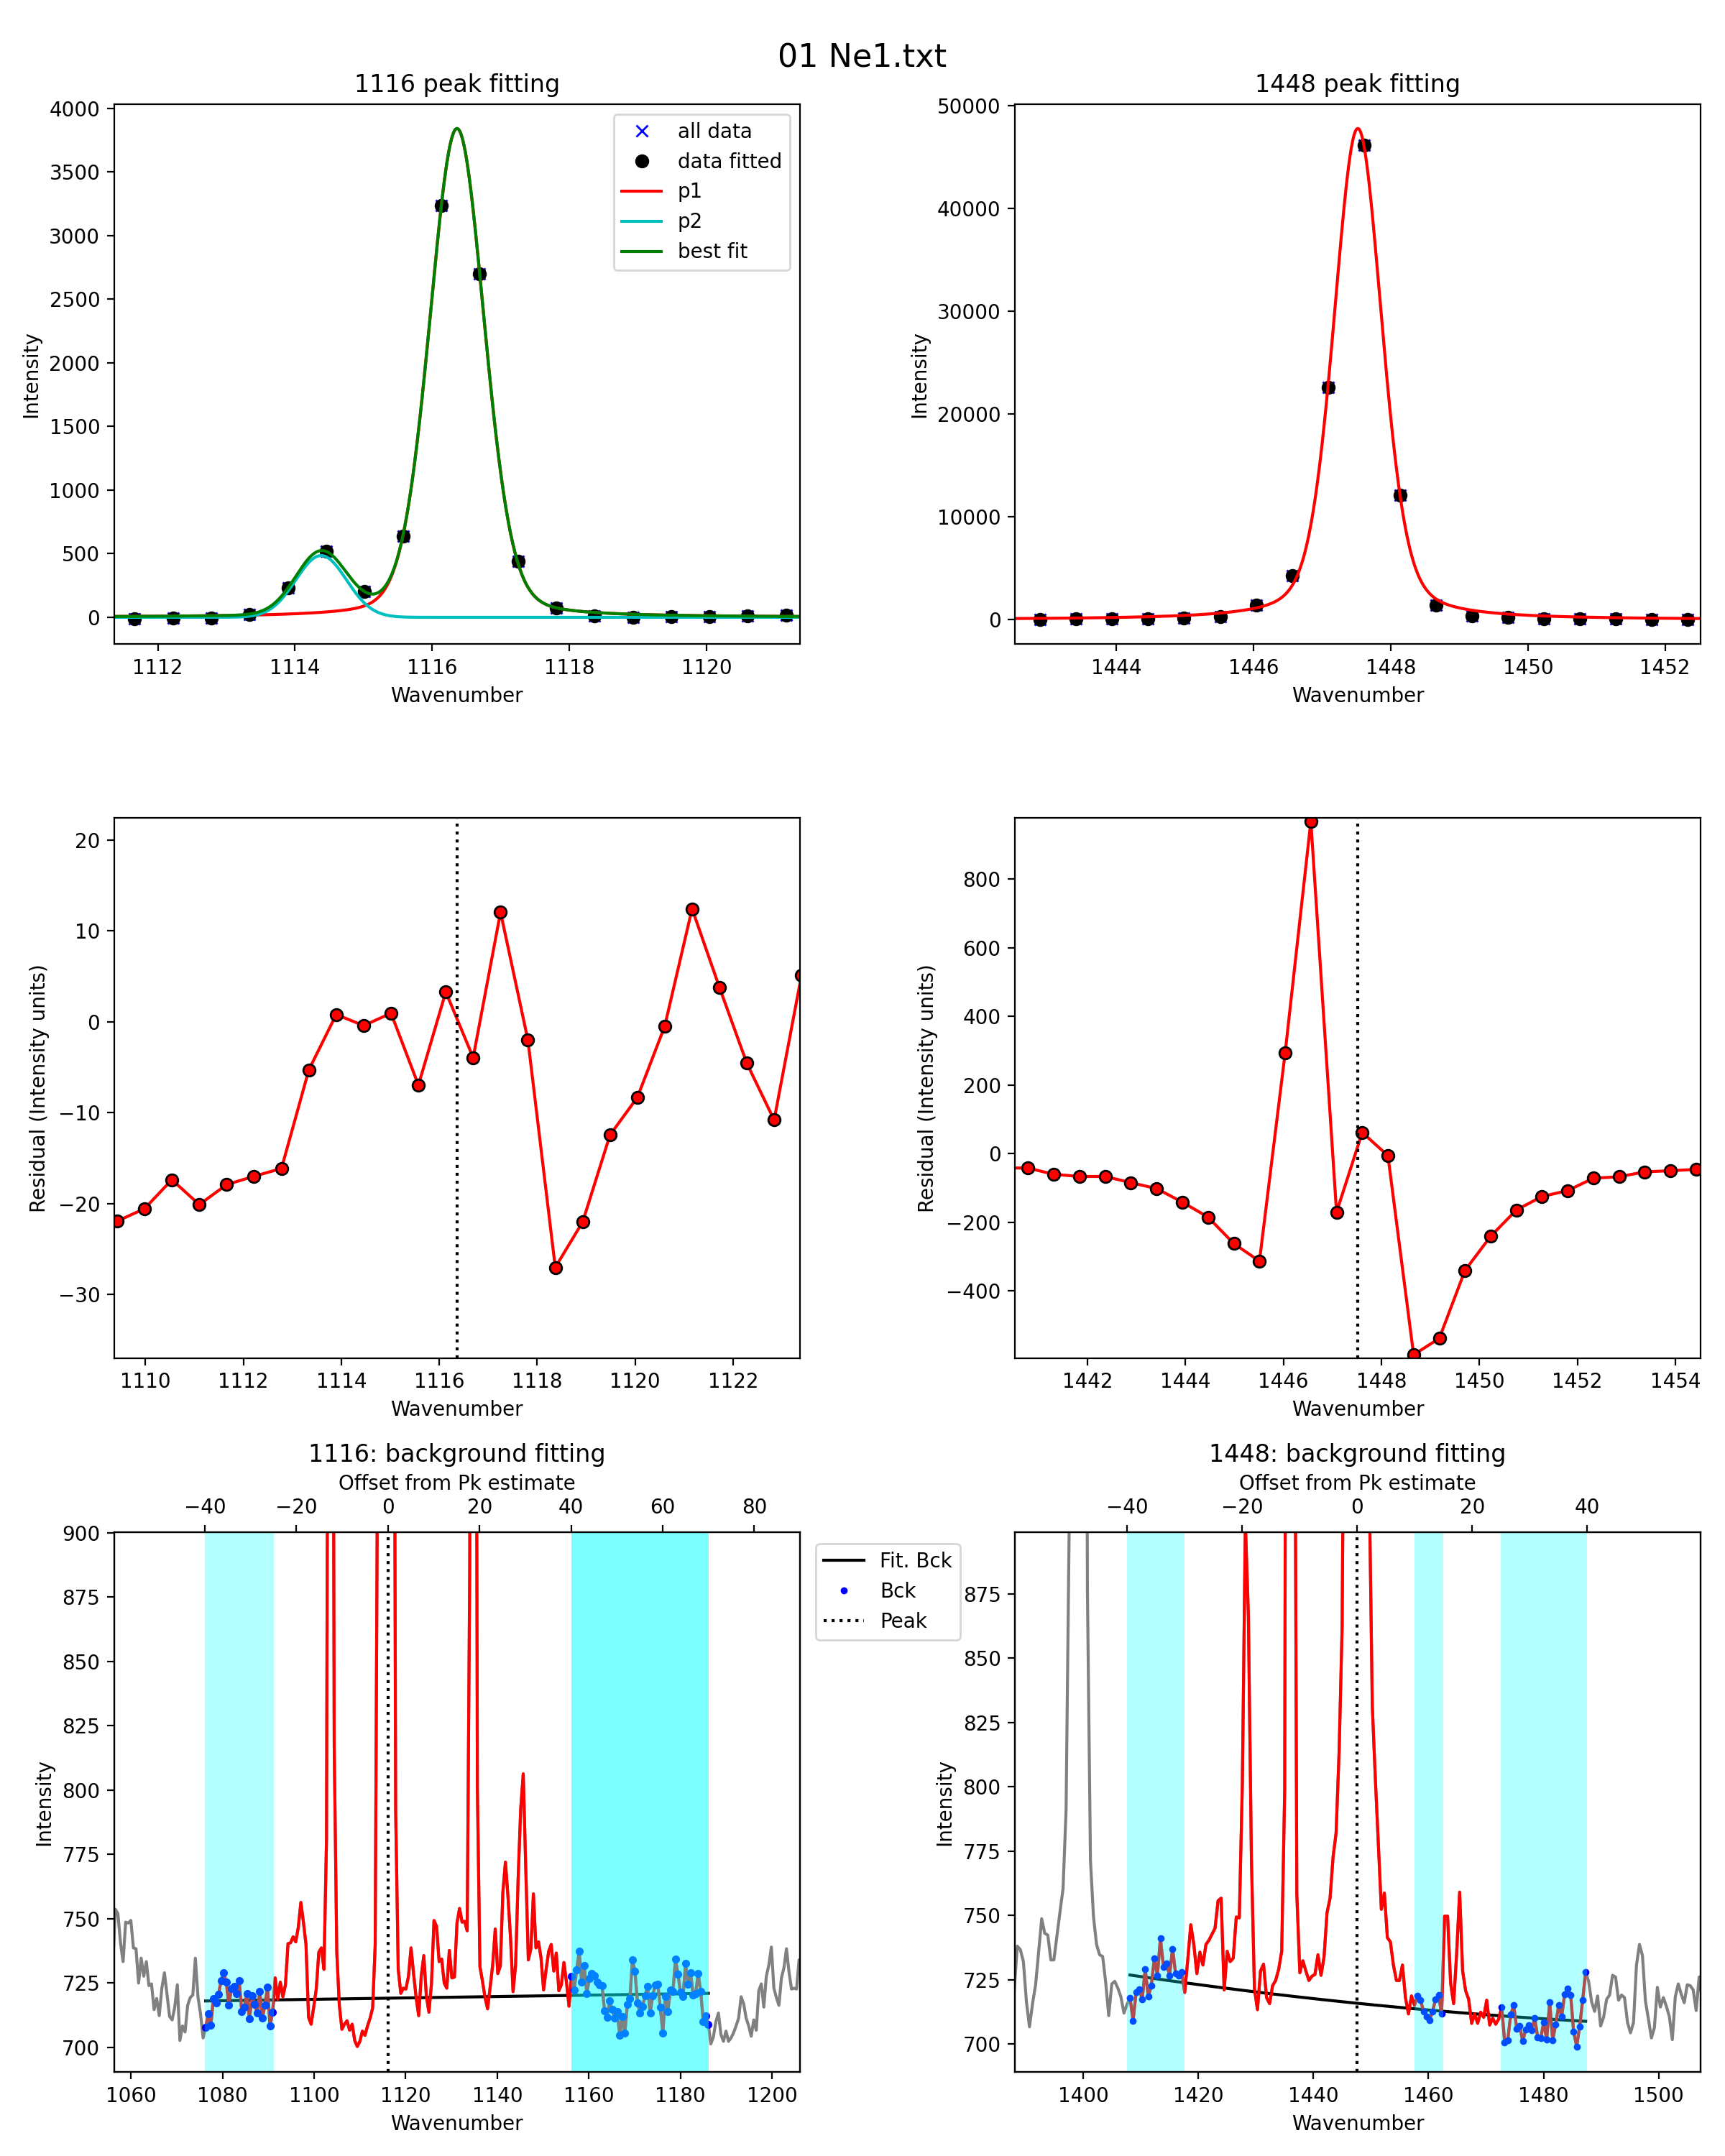 01 Ne1.txt
1116 peak fitting
4000
3500
3000
2500
2000
1500
1000
500
0
Intensity
1112 1114 1116 1118 1120
Wavenumber
all data
data fitted
p1
p2
best fit
1448 peak fitting
50000
40000
30000
20000
10000
0
Intensity
1444 1446 1448 1450 1452
Wavenumber
20
10
0
−10
−20
−30
Residual (Intensity units)
1110 1112 1114 1116 1118 1120 1122
Wavenumber
800
600
400
200
0
−200
−400
Residual (Intensity units)
1442 1444 1446 1448 1450 1452 1454
Wavenumber
1116: background fitting
Offset from Pk estimate
−40 −20 0 20 40 60 80
900
875
850
825
800
775
750
725
700
Intensity
1060 1080 1100 1120 1140 1160 1180 1200
Wavenumber
Fit. Bck
Bck
Peak
1448: background fitting
Offset from Pk estimate
−40 −20 0 20 40
875
850
825
800
775
750
725
700
Intensity
1400 1420 1440 1460 1480 1500
Wavenumber